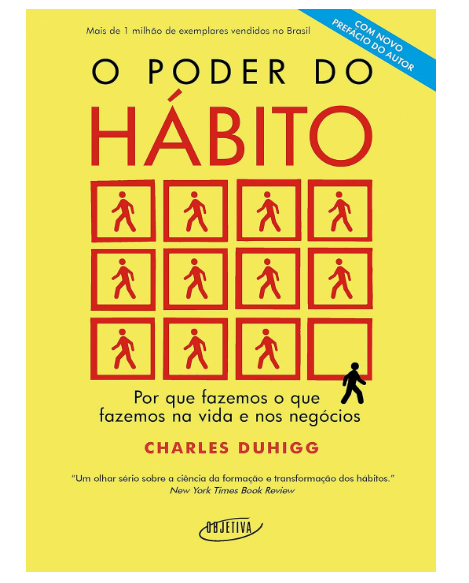 Mais de 1 milhão de exemplares vendidos no Brasil
COM NOVO
PREFÁCIO DO AUTOR
O PODER DO
HÁBITO
Por que fazemos o que
fazemos na vida e nos negócios
CHARLES DUHIGG
“Um olhar sério sobre a ciência da formação e transformação dos hábitos.”
New York Times Book Review
OBJETIVA